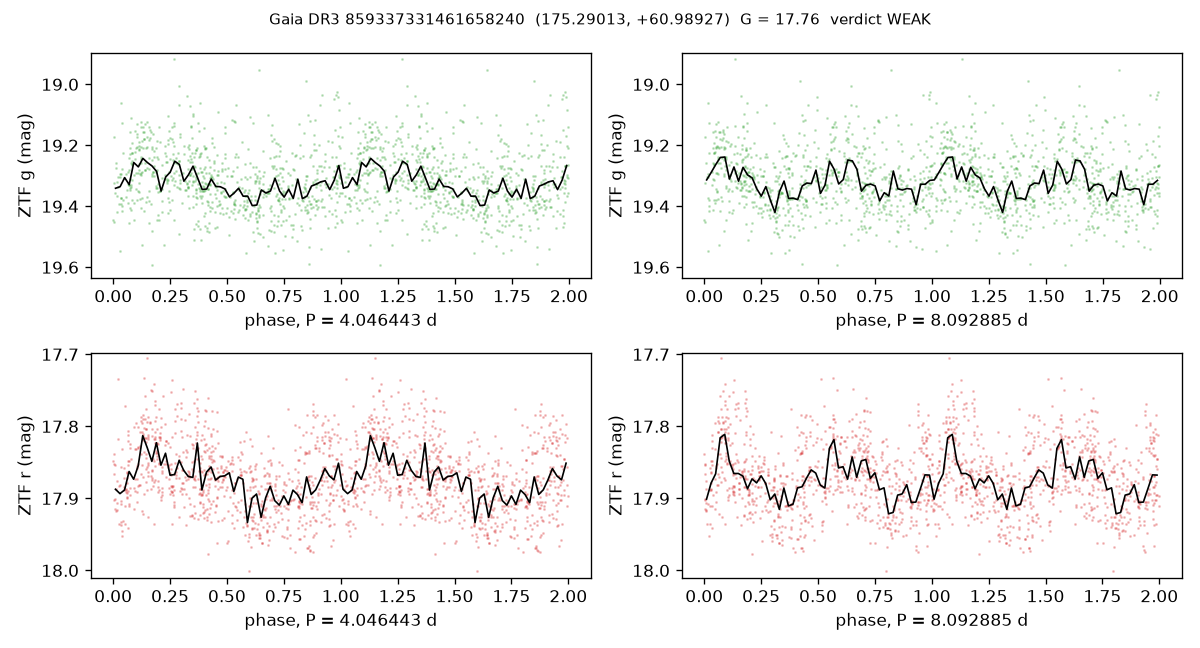 Gaia DR3 859337331461658240  (175.29013, +60.98927)  G = 17.76  verdict WEAK
ZTF g (mag)
19.0
19.2
19.4
19.6
0.00 0.25 0.50 0.75 1.00 1.25 1.50 1.75 2.00
phase, P = 4.046443 d
ZTF g (mag)
19.0
19.2
19.4
19.6
0.00 0.25 0.50 0.75 1.00 1.25 1.50 1.75 2.00
phase, P = 8.092885 d
ZTF r (mag)
17.7
17.8
17.9
18.0
0.00 0.25 0.50 0.75 1.00 1.25 1.50 1.75 2.00
phase, P = 4.046443 d
ZTF r (mag)
17.7
17.8
17.9
18.0
0.00 0.25 0.50 0.75 1.00 1.25 1.50 1.75 2.00
phase, P = 8.092885 d